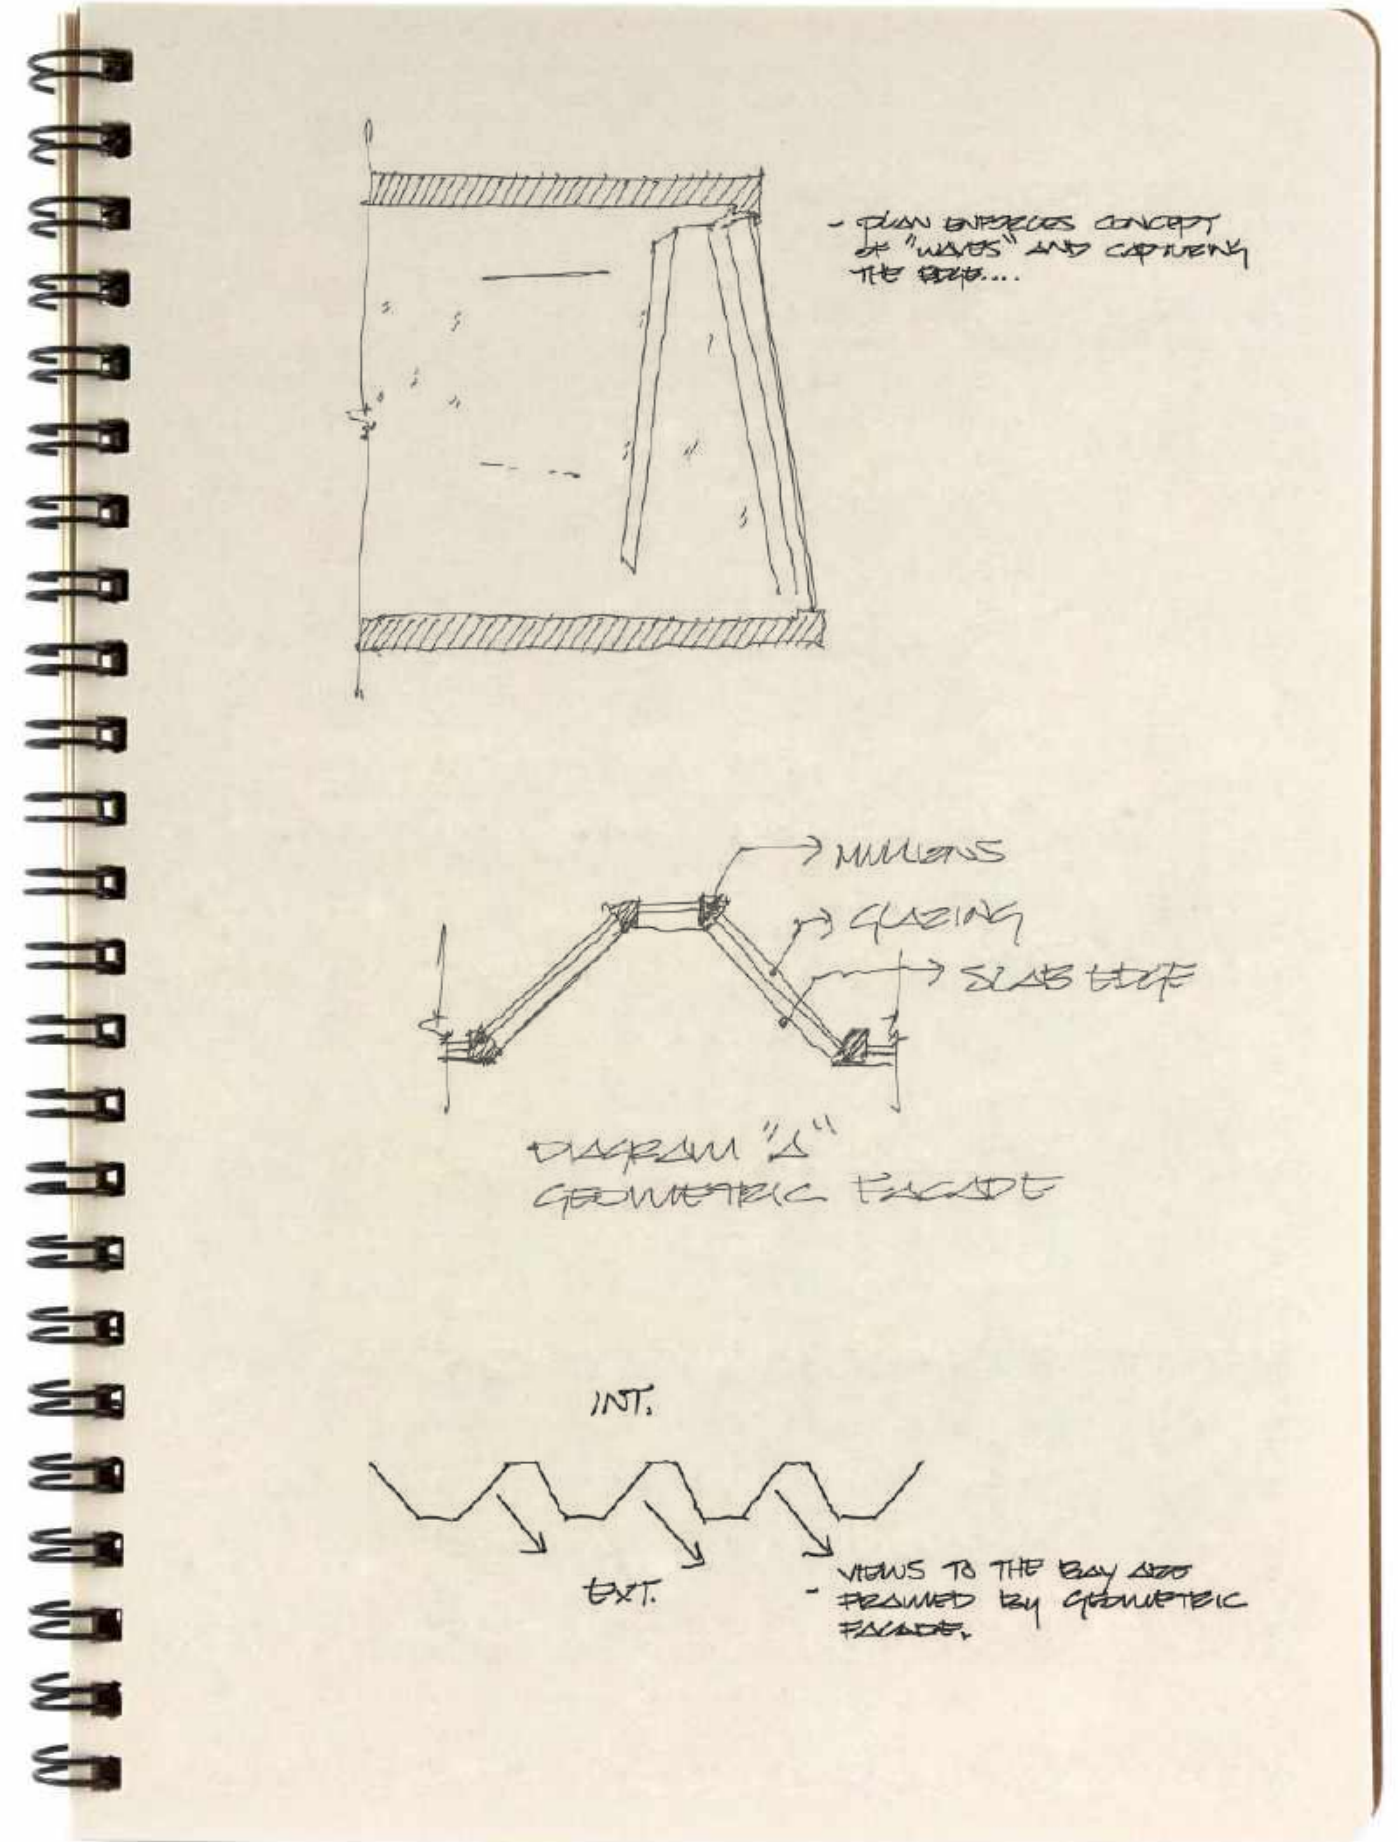 - PLAN ENFORCES CONCEPT
OF "WAVES" AND CAPTURING
THE EDGE....
MULLIENS
GLAZING
SLAB EDGE
DIAGRAM "A"
GEOMETRIC FACADE
INT.
EXT.
- VIEWS TO THE BAY ARE
FRAMED BY GEOMETRIC
FACADE.